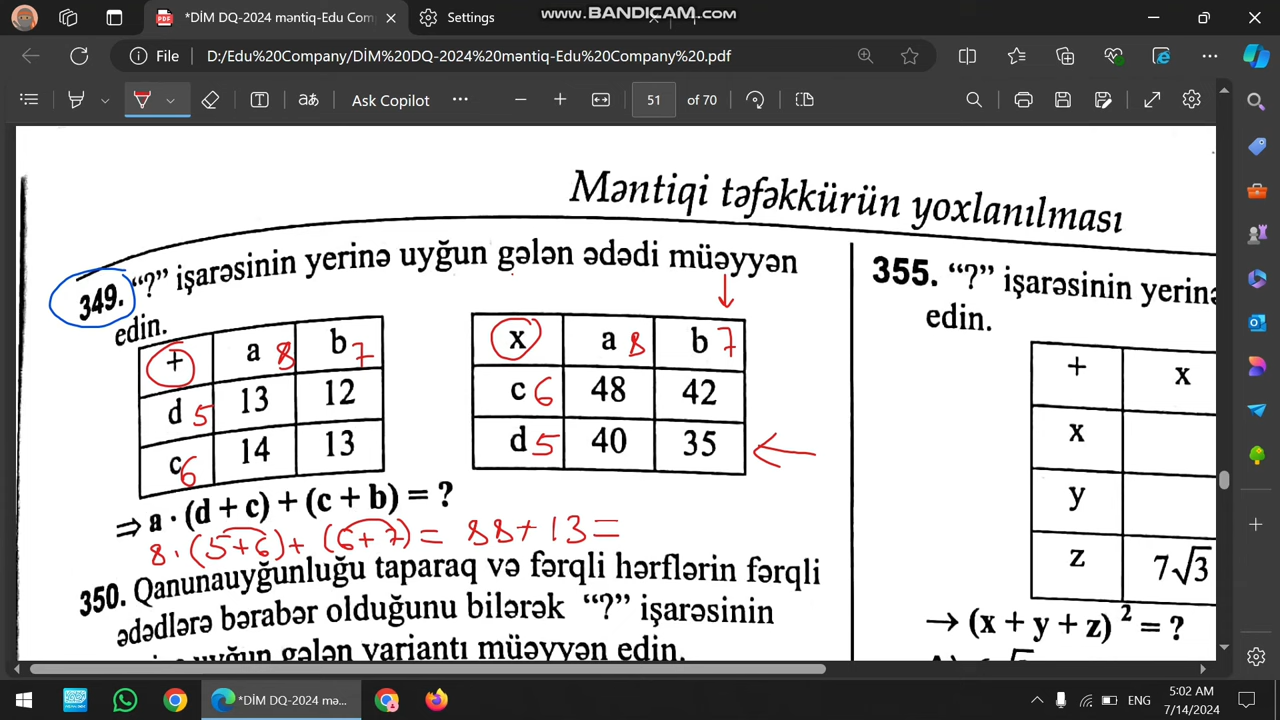 *DİM DQ-2024 məntiq-Edu Com
Settings
www.BANDICAM.com
File
D:/Edu%20Company/DİM%20DQ-2024%20məntiq-Edu%20Company%20.pdf
Ask Copilot
51 of 70
Məntiqi təfəkkürün yoxlanılması
349. “?” işarəsinin yerinə uyğun gələn ədədi müəyyən
edin.
+ a 8 b 7
d 5 13 12
c 6 14 13
x a 8 b 7
c 6 48 42
d 5 40 35
⇒ a · (d + c) + (c + b) = ?
8 · (5+6) + (6+7) = 88 + 13 =
350. Qanunauyğunluğu taparaq və fərqli hərflərin fərqli
ədədlərə bərabər olduğunu bilərək “?” işarəsinin
uyğun gələn variantı müəyyən edin.
355. “?” işarəsinin yerinə
edin.
+ x
x
y
z 7√3
→ (x + y + z)² = ?
*DİM DQ-2024 mə...
ENG
5:02 AM
7/14/2024